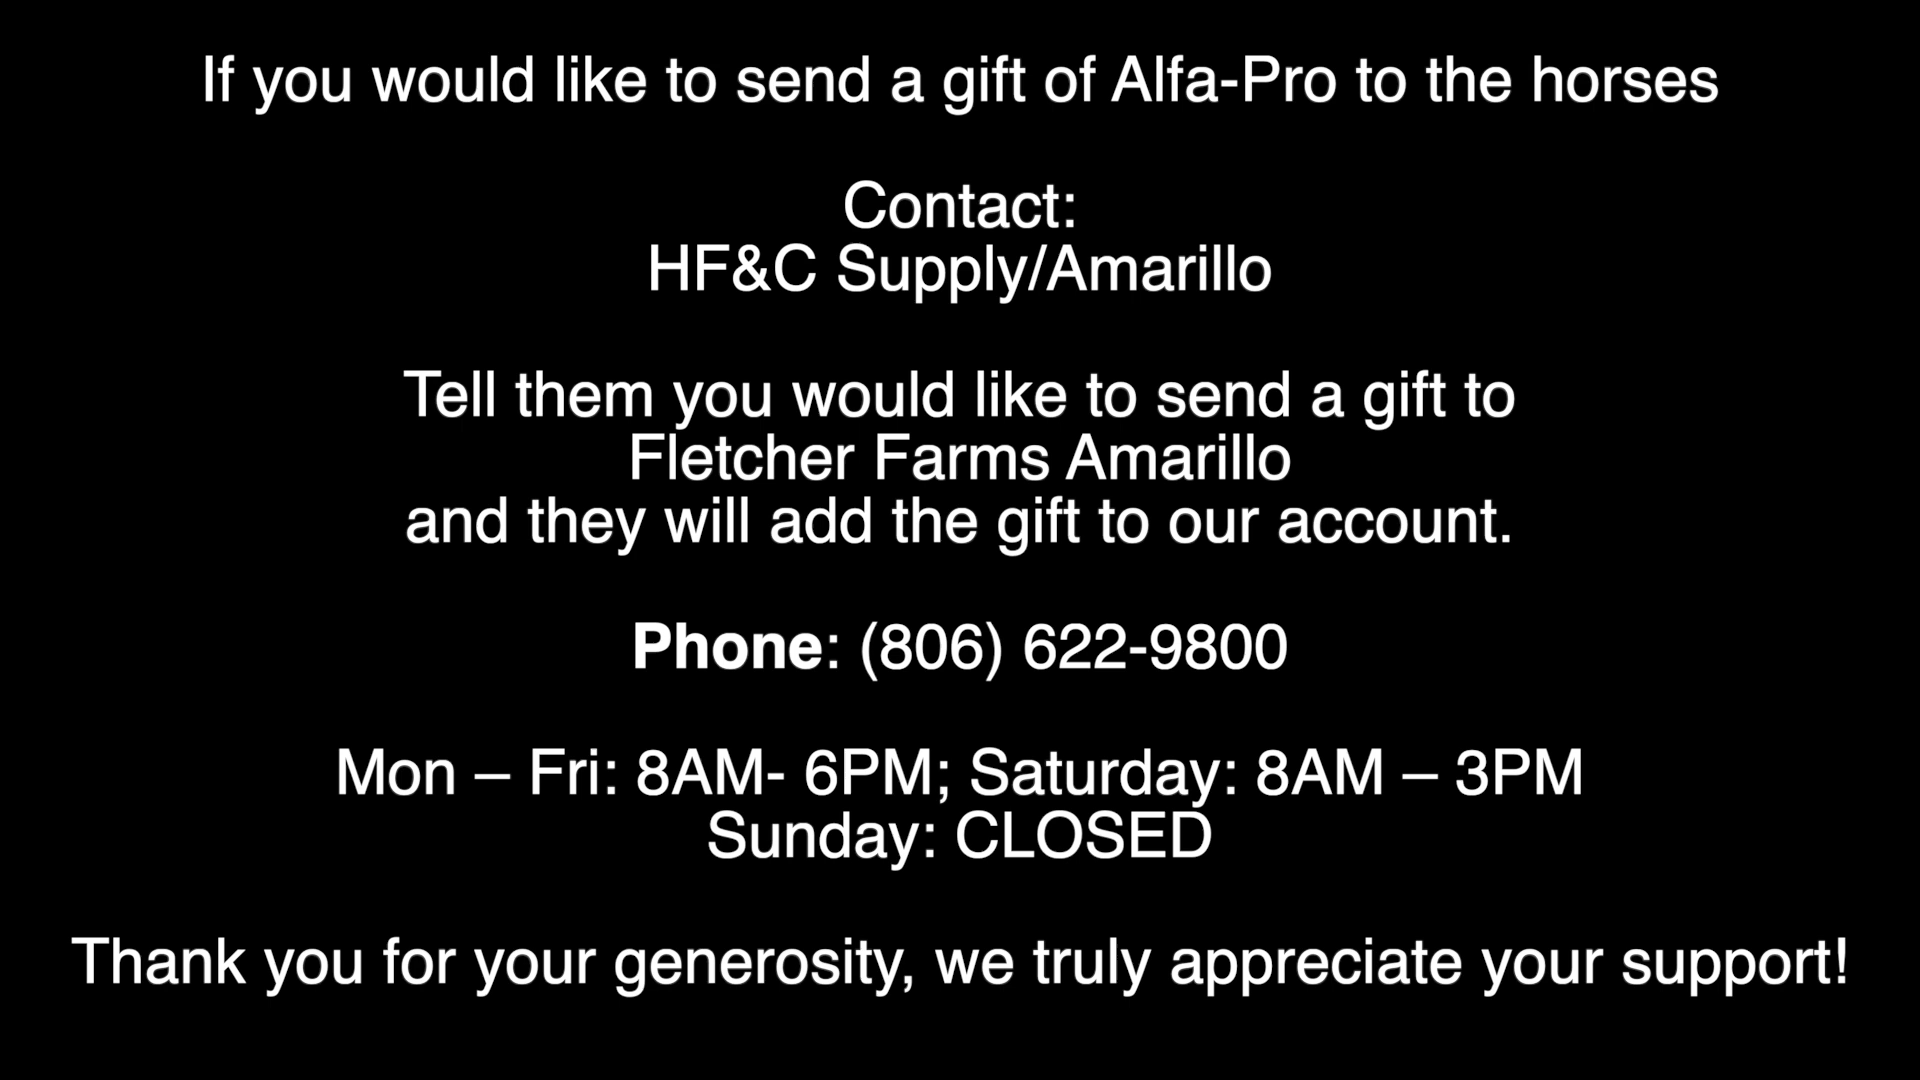 If you would like to send a gift of Alfa-Pro to the horses
Contact:
HF&C Supply/Amarillo
Tell them you would like to send a gift to
Fletcher Farms Amarillo
and they will add the gift to our account.
Phone: (806) 622-9800
Mon – Fri: 8AM- 6PM; Saturday: 8AM – 3PM
Sunday: CLOSED
Thank you for your generosity, we truly appreciate your support!